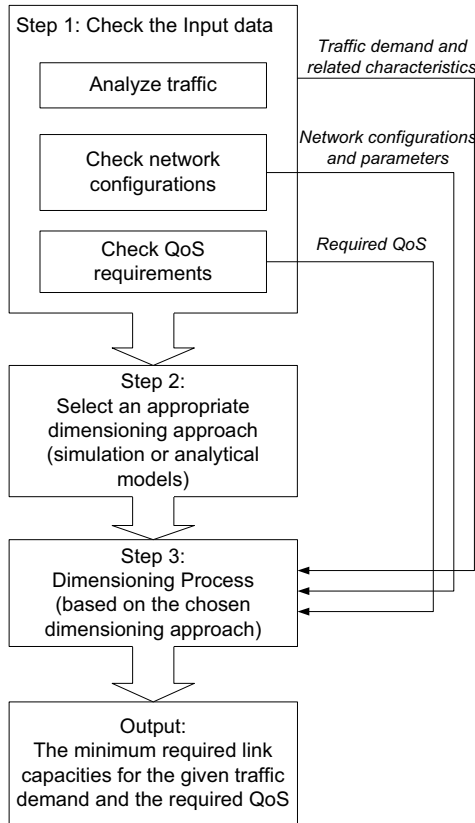 Step 1: Check the Input data
Traffic demand and
related characteristics
Analyze traffic
Network configurations
and parameters
Check network
configurations
Required QoS
Check QoS
requirements
Step 2:
Select an appropriate
dimensioning approach
(simulation or analytical
models)
Step 3:
Dimensioning Process
(based on the chosen
dimensioning approach)
Output:
The minimum required link
capacities for the given traffic
demand and the required QoS